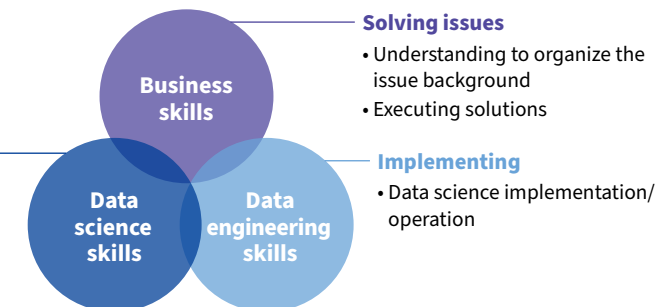 Business
skills
Data
science
skills
Data
engineering
skills
Solving issues
• Understanding to organize the
issue background
• Executing solutions
Implementing
• Data science implementation/
operation